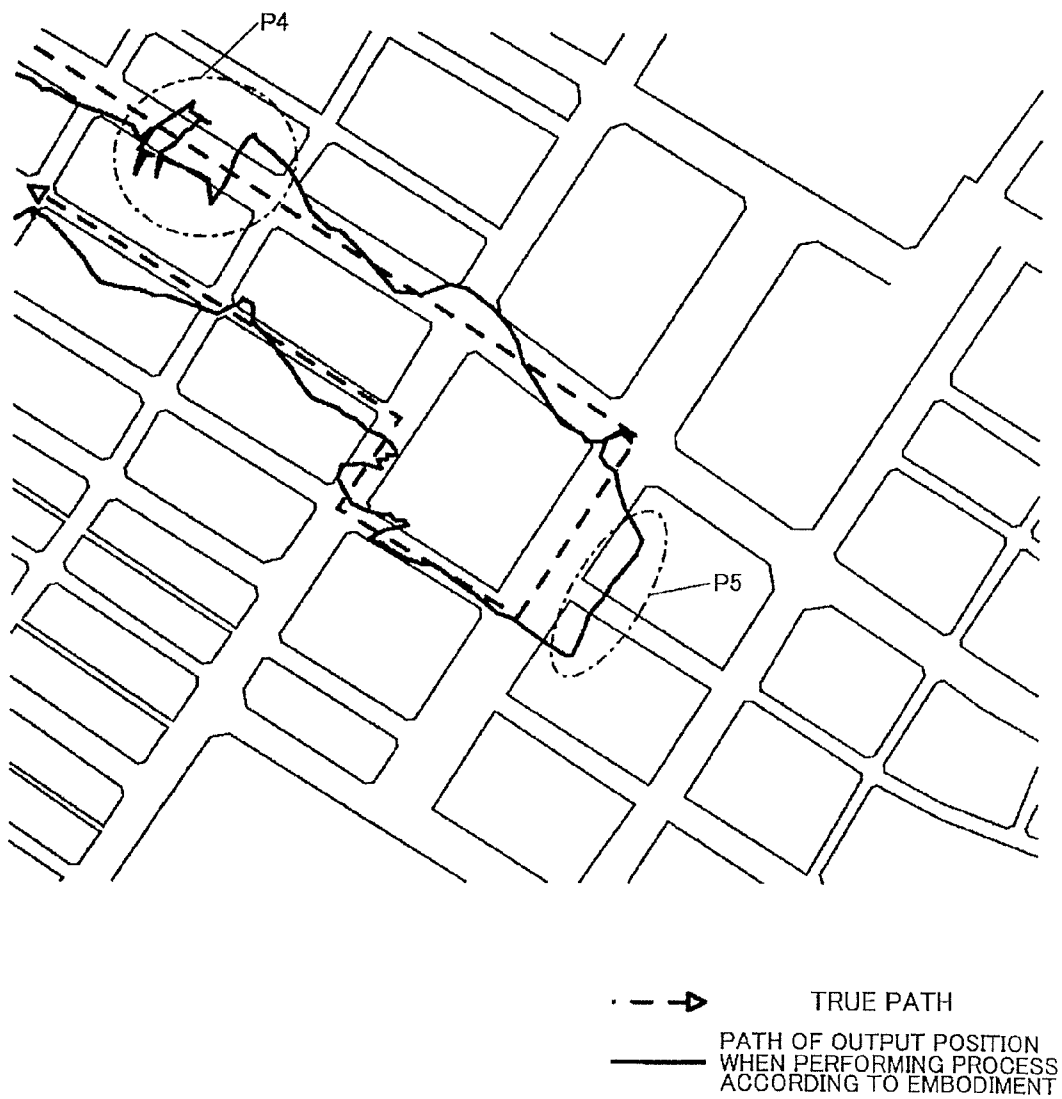 P4
P5
TRUE PATH
PATH OF OUTPUT POSITION
WHEN PERFORMING PROCESS
ACCORDING TO EMBODIMENT